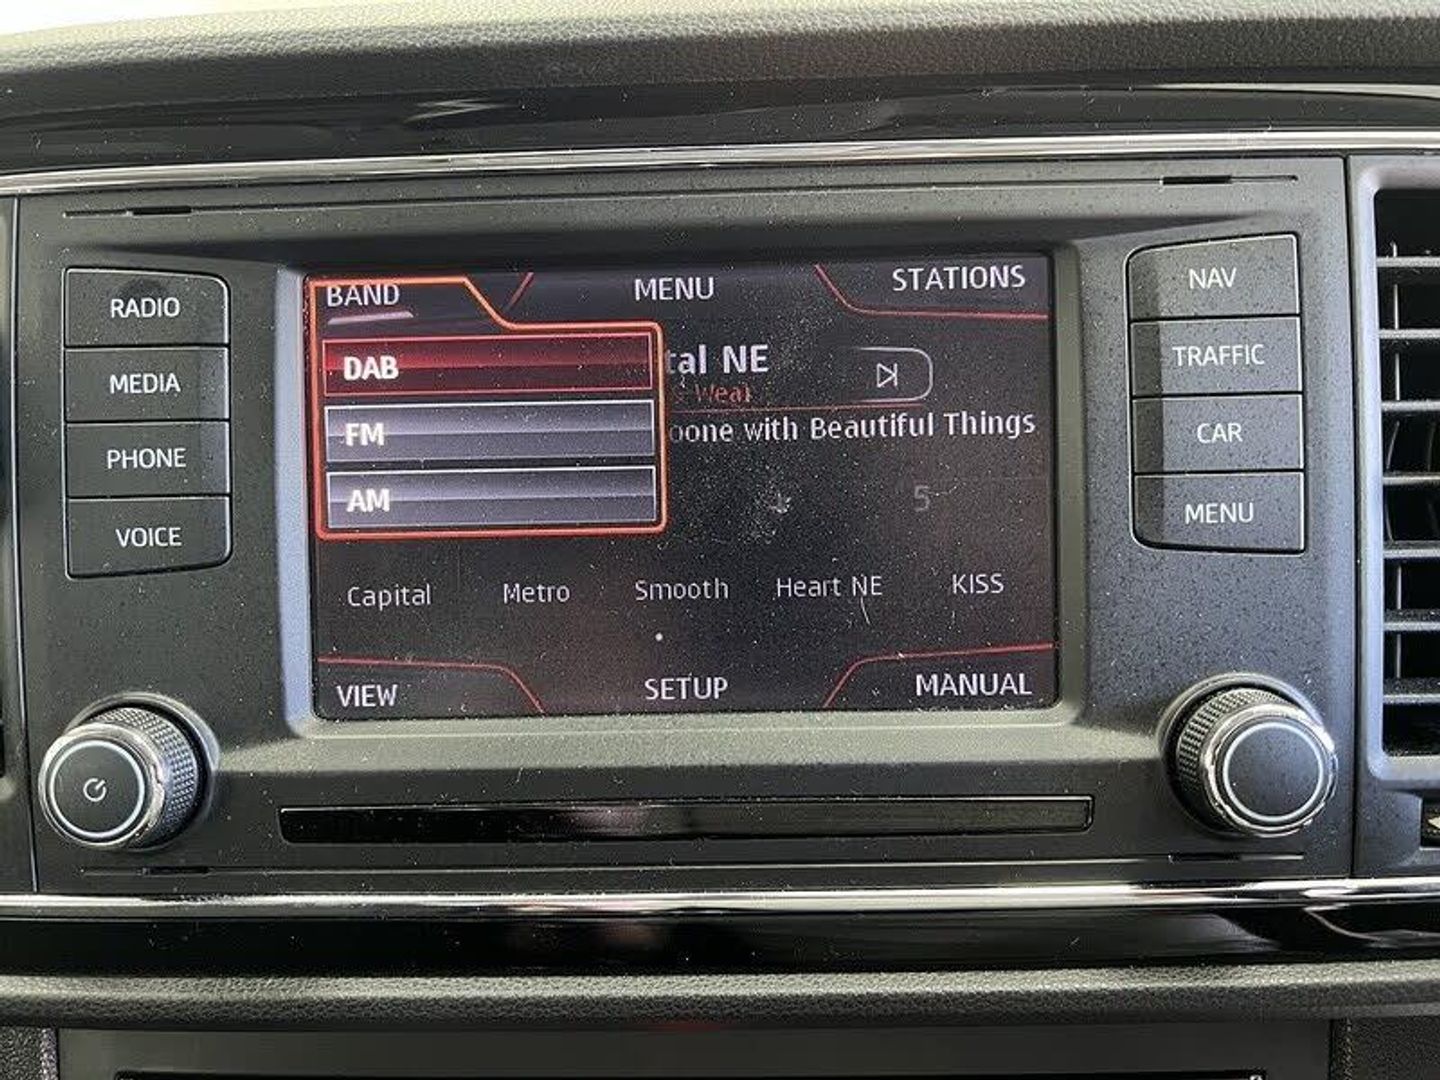 RADIO
MEDIA
PHONE
VOICE
BAND
MENU
STATIONS
DAB
FM
AM
tal NE
oone with Beautiful Things
5
Capital
Metro
Smooth
Heart NE
KISS
VIEW
SETUP
MANUAL
NAV
TRAFFIC
CAR
MENU